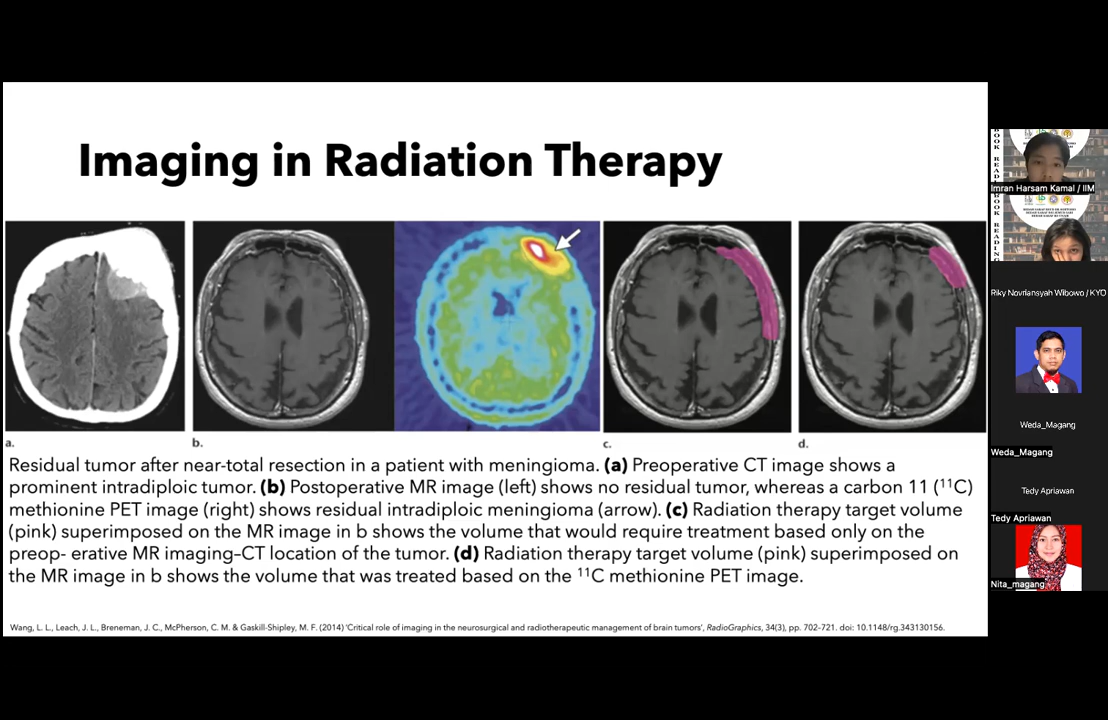 Imaging in Radiation Therapy
a.
b.
c.
d.
Residual tumor after near-total resection in a patient with meningioma. (a) Preoperative CT image shows a
prominent intradiploic tumor. (b) Postoperative MR image (left) shows no residual tumor, whereas a carbon 11 (¹¹C)
methionine PET image (right) shows residual intradiploic meningioma (arrow). (c) Radiation therapy target volume
(pink) superimposed on the MR image in b shows the volume that would require treatment based only on the
preop- erative MR imaging–CT location of the tumor. (d) Radiation therapy target volume (pink) superimposed on
the MR image in b shows the volume that was treated based on the ¹¹C methionine PET image.
Wang, L. L., Leach, J. L., Breneman, J. C., McPherson, C. M. & Gaskill-Shipley, M. F. (2014) 'Critical role of imaging in the neurosurgical and radiotherapeutic management of brain tumors', RadioGraphics, 34(3), pp. 702–721. doi: 10.1148/rg.343130156.
BOOK READ
Imran Harsam Kamal / IIM
BOOK READING
Riky Novriansyah Wibowo / KYO
Weda_Magang
Weda_Magang
Tedy Apriawan
Tedy Apriawan
Nita_magang